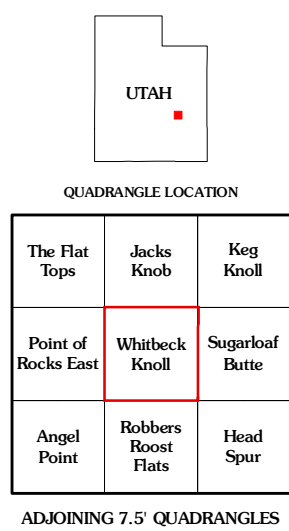 UTAH
QUADRANGLE LOCATION
The Flat
Tops
Jacks
Knob
Keg
Knoll
Point of
Rocks East
Whitbeck
Knoll
Sugarloaf
Butte
Angel
Point
Robbers
Roost
Flats
Head
Spur
ADJOINING 7.5' QUADRANGLES